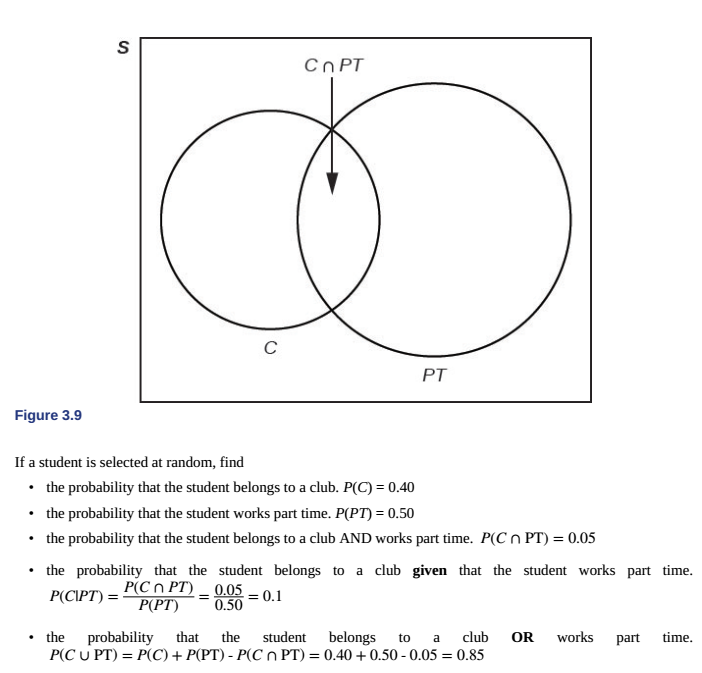 S
C ∩ PT
C
PT
Figure 3.9
If a student is selected at random, find
• the probability that the student belongs to a club. P(C) = 0.40
• the probability that the student works part time. P(PT) = 0.50
• the probability that the student belongs to a club AND works part time. P(C ∩ PT) = 0.05
• the probability that the student belongs to a club given that the student works part time.
P(C|PT) = P(C ∩ PT) / P(PT) = 0.05 / 0.50 = 0.1
• the probability that the student belongs to a club OR works part time.
P(C ∪ PT) = P(C) + P(PT) - P(C ∩ PT) = 0.40 + 0.50 - 0.05 = 0.85